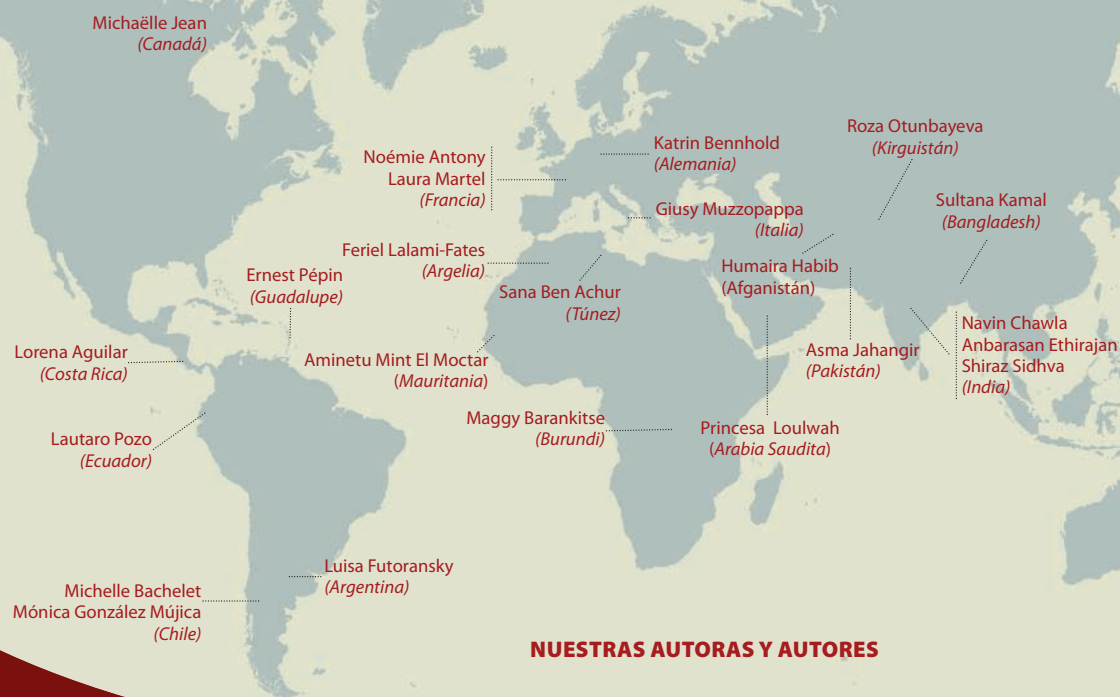 Michaëlle Jean
(Canadá)
Noémie Antony
Laura Martel
(Francia)
Katrin Bennhold
(Alemania)
Roza Otunbayeva
(Kirguistán)
Sultana Kamal
(Bangladesh)
Giusy Muzzopappa
(Italia)
Feriel Lalami-Fates
(Argelia)
Ernest Pépin
(Guadalupe)
Sana Ben Achur
(Túnez)
Humaira Habib
(Afganistán)
Lorena Aguilar
(Costa Rica)
Aminetu Mint El Moctar
(Mauritania)
Asma Jahangir
(Pakistán)
Navin Chawla
Anbarasan Ethirajan
Shiraz Sidhva
(India)
Lautaro Pozo
(Ecuador)
Maggy Barankitse
(Burundi)
Princesa Loulwah
(Arabia Saudita)
Luisa Futoransky
(Argentina)
Michelle Bachelet
Mónica González Mújica
(Chile)
NUESTRAS AUTORAS Y AUTORES